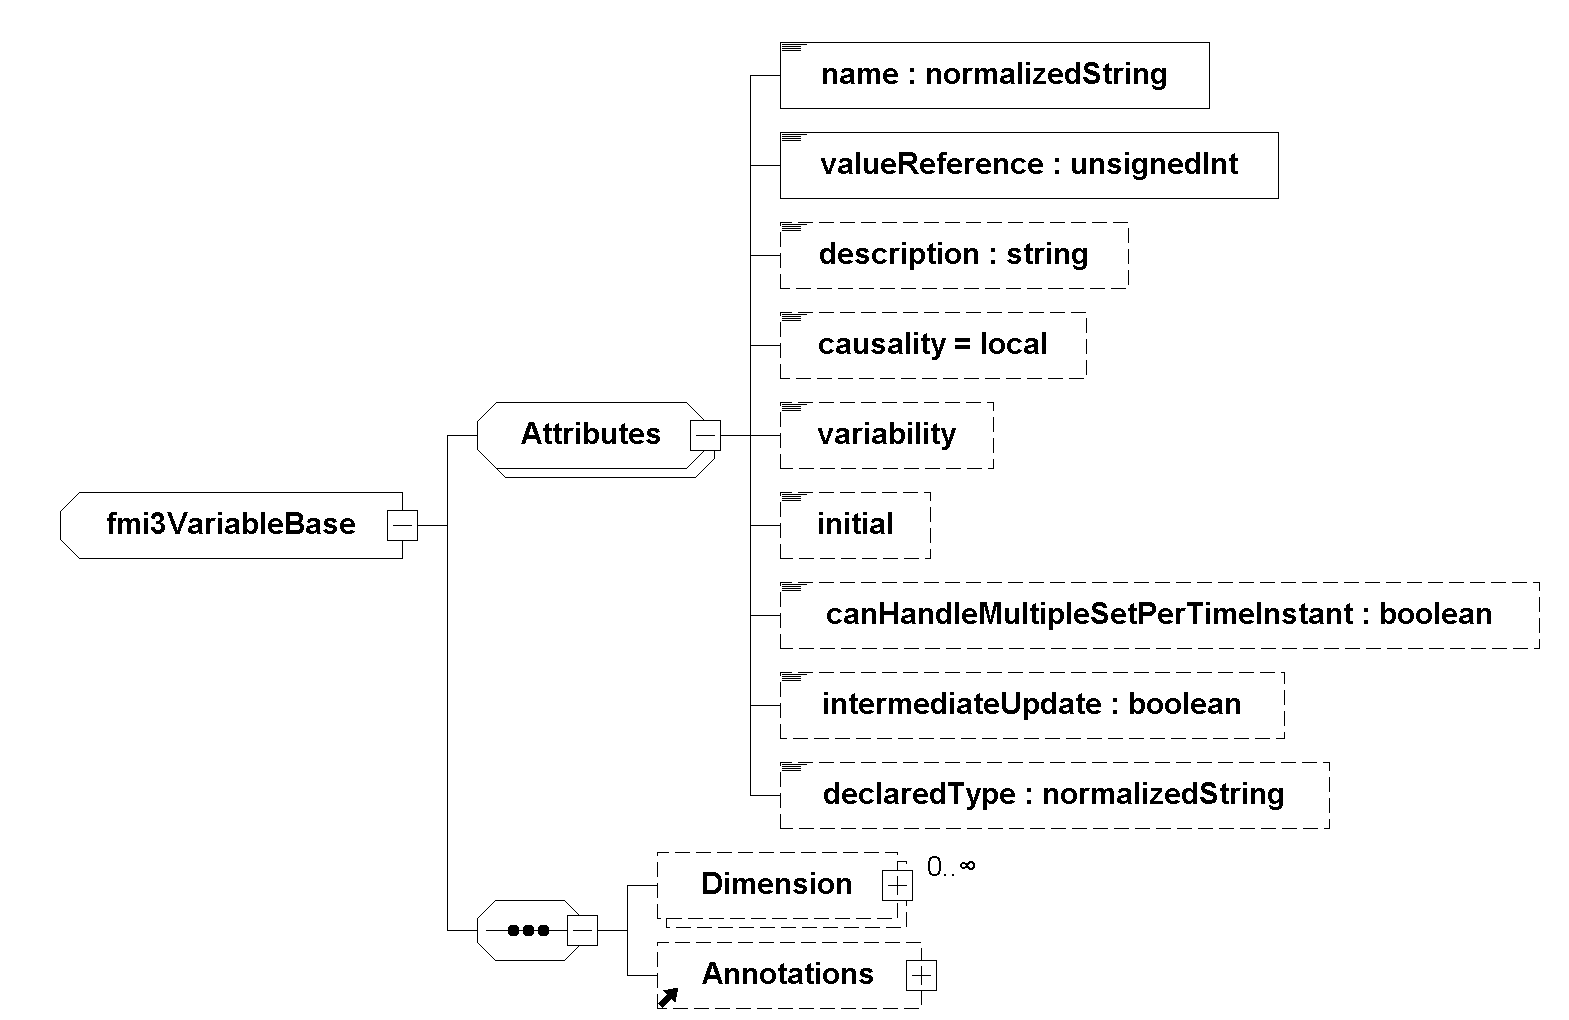 name : normalizedString
valueReference : unsignedInt
description : string
causality = local
Attributes
variability
fmi3VariableBase
initial
canHandleMultipleSetPerTimeInstant : boolean
intermediateUpdate : boolean
declaredType : normalizedString
Dimension
0..∞
Annotations